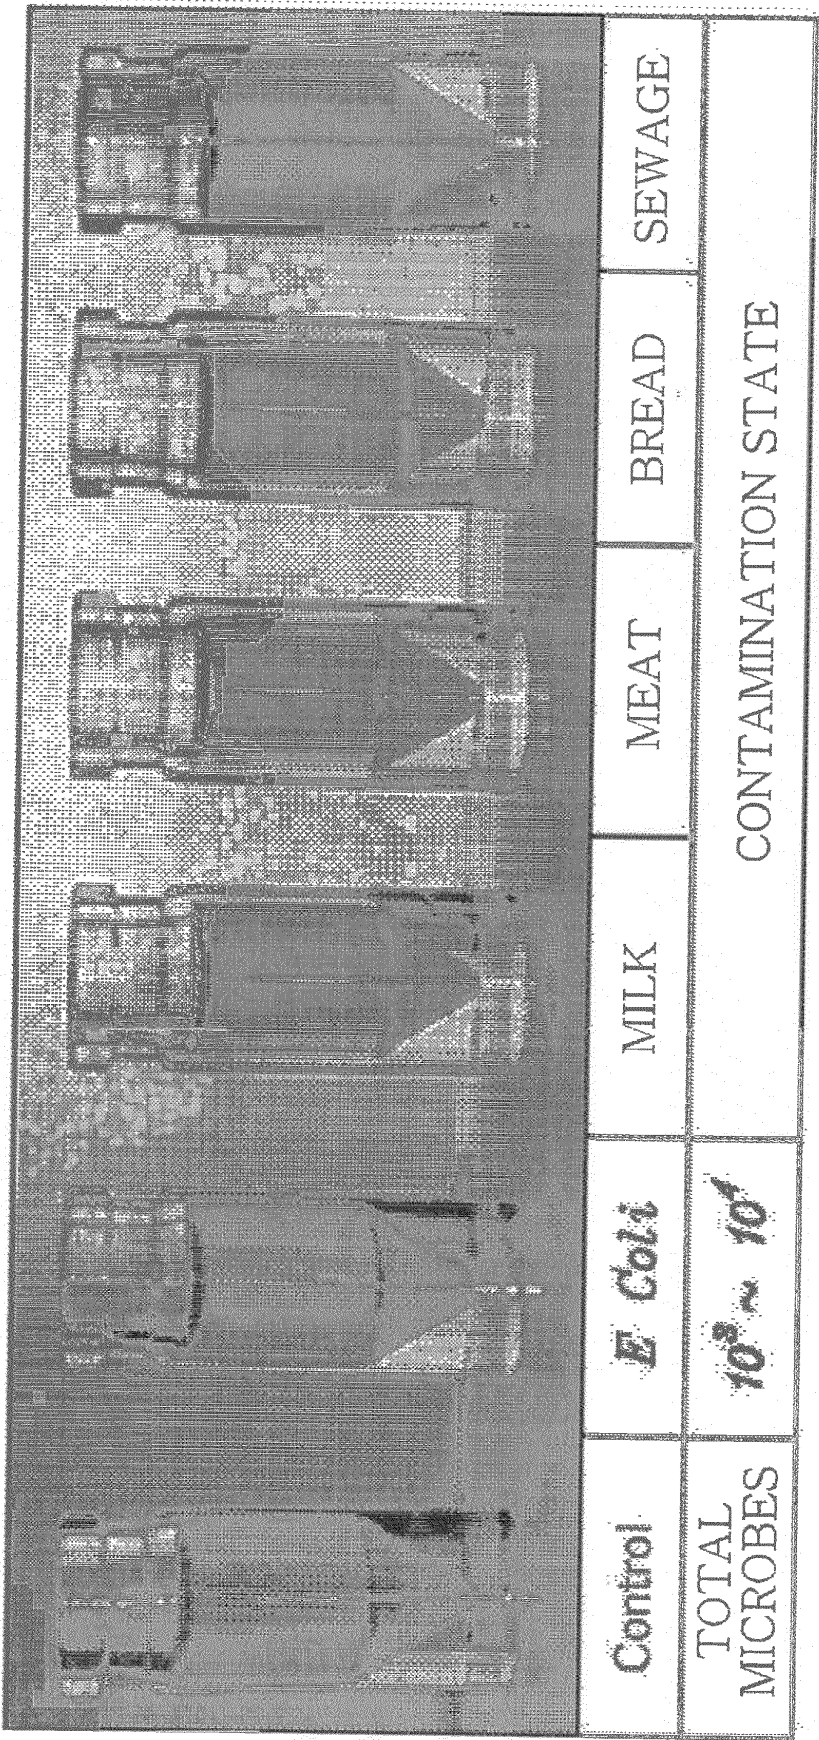 Control E Coli MILK MEAT BREAD SEWAGE
TOTAL
MICROBES
10³ ~ 10⁴ CONTAMINATION STATE